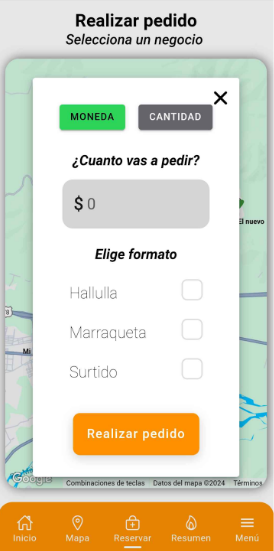 Realizar pedido
Selecciona un negocio
MONEDA CANTIDAD
¿Cuanto vas a pedir?
$ 0
El nuevo
Elige formato
Hallulla
Marraqueta
Mi
Surtido
Realizar pedido
Google Combinaciones de teclas Datos del mapa ©2024 Términos
Inicio Mapa Reservar Resumen Menú